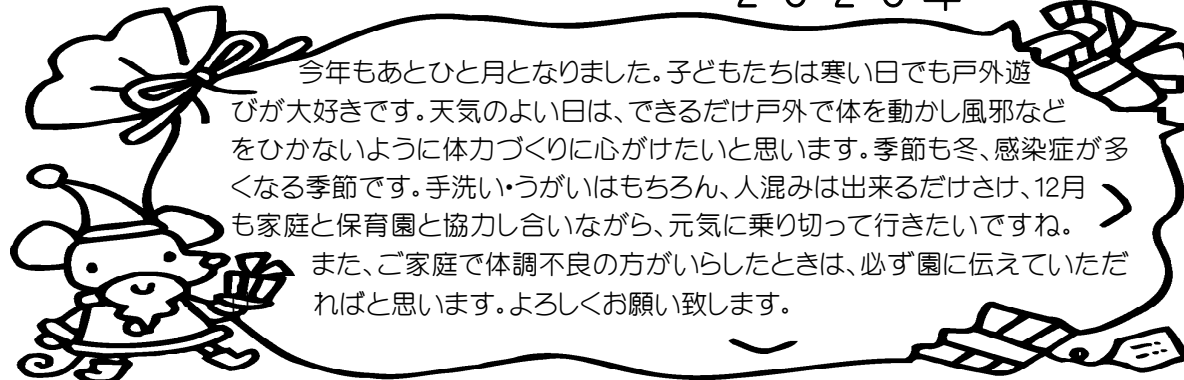 今年もあとひと月となりました。子どもたちは寒い日でも戸外遊
びが大好きです。天気のよい日は、できるだけ戸外で体を動かし風邪など
をひかないように体力づくりに心がけたいと思います。季節も冬、感染症が多
くなる季節です。手洗い・うがいはもちろん、人混みは出来るだけさけ、12月
も家庭と保育園と協力し合いながら、元気に乗り切って行きたいですね。
また、ご家庭で体調不良の方がいらしたときは、必ず園に伝えていただ
ればと思います。よろしくお願い致します。